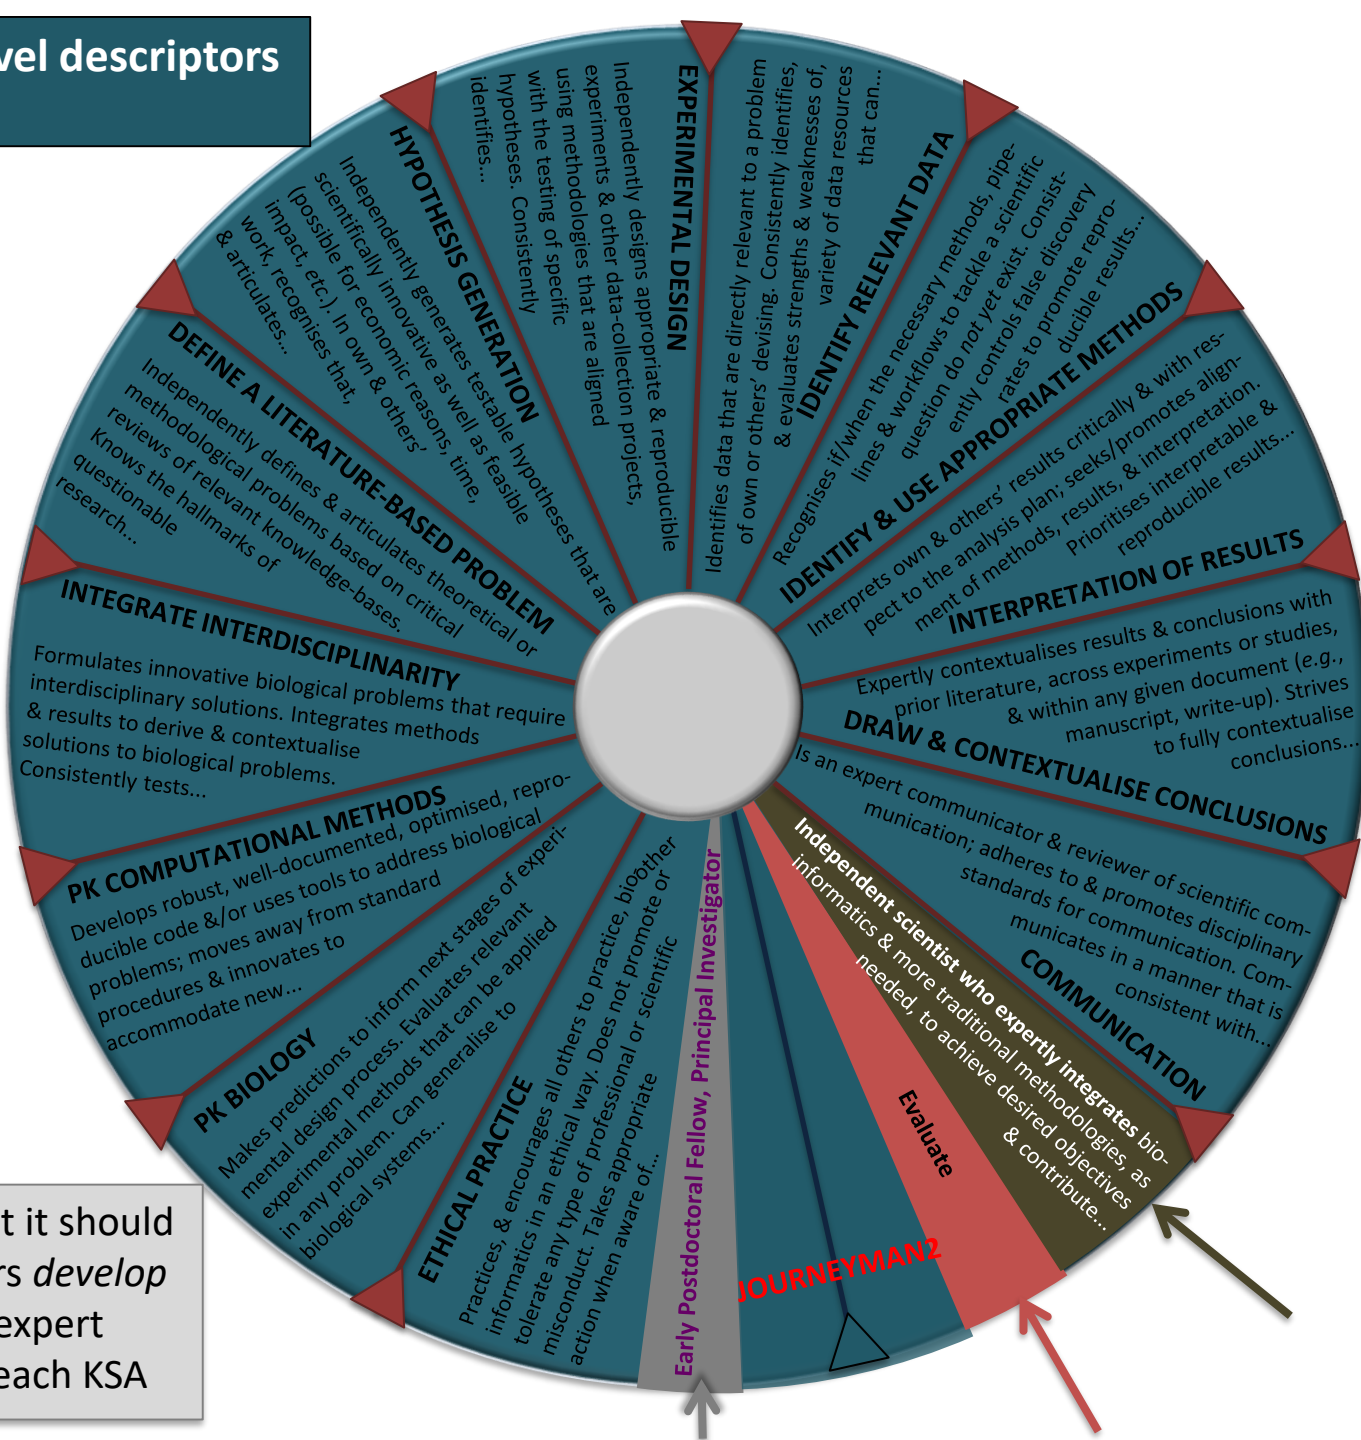 vel descriptors
EXPERIMENTAL DESIGN
Independently designs appropriate & reproducible
experiments & other data-collection projects,
using methodologies that are aligned
with the testing of specific
hypotheses. Consistently
identifies...
IDENTIFY RELEVANT DATA
Identifies data that are directly relevant to a problem
of own or others’ devising. Consistently identifies,
& evaluates strengths & weaknesses of,
variety of data resources
that can...
IDENTIFY & USE APPROPRIATE METHODS
Recognises if/when the necessary methods, pipe-
lines & workflows to tackle a scientific
question do not yet exist. Consist-
ently controls false discovery
rates to promote repro-
ducible results...
INTERPRETATION OF RESULTS
Interprets own & others’ results critically & with res-
pect to the analysis plan; seeks/promotes align-
ment of methods, results, & interpretation.
Prioritises interpretable &
reproducible results...
DRAW & CONTEXTUALISE CONCLUSIONS
Expertly contextualises results & conclusions with
prior literature, across experiments or studies,
& within any given document (e.g.,
manuscript, write-up). Strives
to fully contextualise
conclusions...
COMMUNICATION
Is an expert communicator & reviewer of scientific com-
munication; adheres to & promotes disciplinary
standards for communication. Com-
municates in a manner that is
consistent with...
Independent scientist who expertly integrates bio-
informatics & more traditional methodologies, as
needed, to achieve desired objectives
& contribute...
Evaluate
JOURNEYMAN2
Early Postdoctoral Fellow, Principal Investigator
ETHICAL PRACTICE
Practices, & encourages all others to practice, bio-
informatics in an ethical way. Does not promote or
tolerate any type of professional or scientific
misconduct. Takes appropriate
action when aware of...
other
PK BIOLOGY
Makes predictions to inform next stages of experi-
mental design process. Evaluates relevant
experimental methods that can be applied
in any problem. Can generalise to
biological systems...
PK COMPUTATIONAL METHODS
Develops robust, well-documented, optimised, repro-
ducible code &/or uses tools to address biological
problems; moves away from standard
procedures & innovates to
accommodate new...
INTEGRATE INTERDISCIPLINARITY
Formulates innovative biological problems that require
interdisciplinary solutions. Integrates methods
& results to derive & contextualise
solutions to biological problems.
Consistently tests...
DEFINE A LITERATURE-BASED PROBLEM
Independently defines & articulates theoretical or
methodological problems based on critical
reviews of relevant knowledge-bases.
Knows the hallmarks of
questionable
research...
HYPOTHESIS GENERATION
Independently generates testable hypotheses that are
scientifically innovative as well as feasible
(possible for economic reasons, time,
impact, etc.). In own & others’
work, recognises that,
& articulates...
t it should
rs develop
expert
each KSA